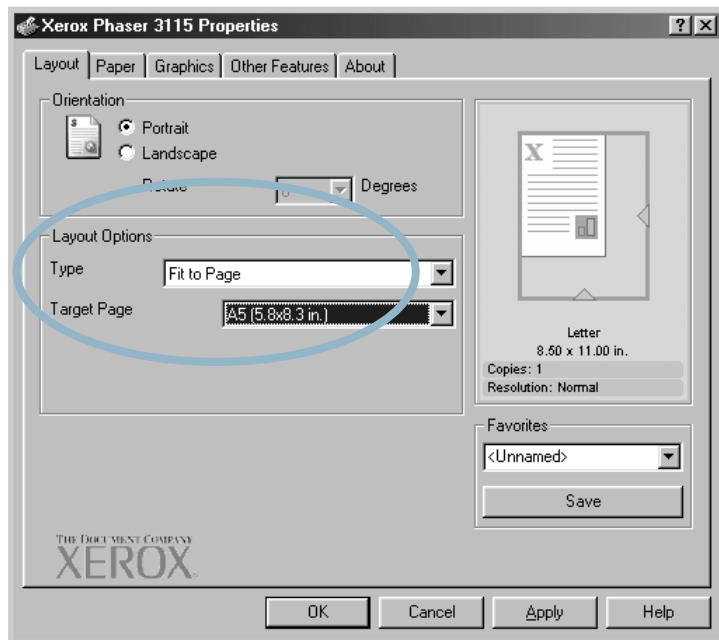 Xerox Phaser 3115 Properties
Layout Paper Graphics Other Features About
Orientation
Portrait
Landscape
Rotate Degrees
Layout Options
Type Fit to Page
Target Page A5 (5.8x8.3 in.)
X
Letter
8.50 x 11.00 in.
Copies: 1
Resolution: Normal
Favorites
<Unnamed>
Save
THE DOCUMENT COMPANY
XEROX
OK Cancel Apply Help